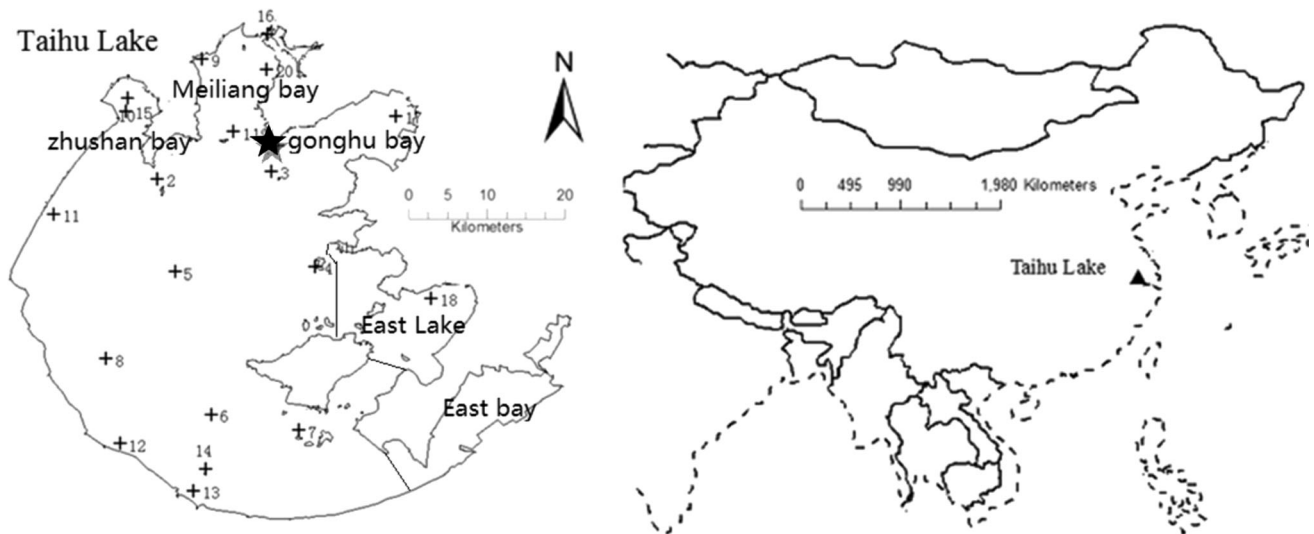 Taihu Lake
16.
9
20
Meiliang bay
15
10
17
zhushan bay
gonghu bay
3
2
11
N
0 5 10 20
Kilometers
5
4
18
East Lake
8
6
7
East bay
12
14
13
0 495 990 1,980 Kilometers
Taihu Lake